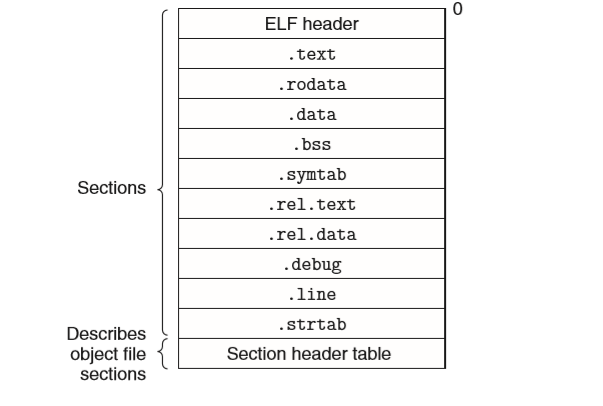 0
ELF header
.text
.rodata
.data
.bss
.symtab
Sections
.rel.text
.rel.data
.debug
.line
.strtab
Describes
object file
sections
Section header table